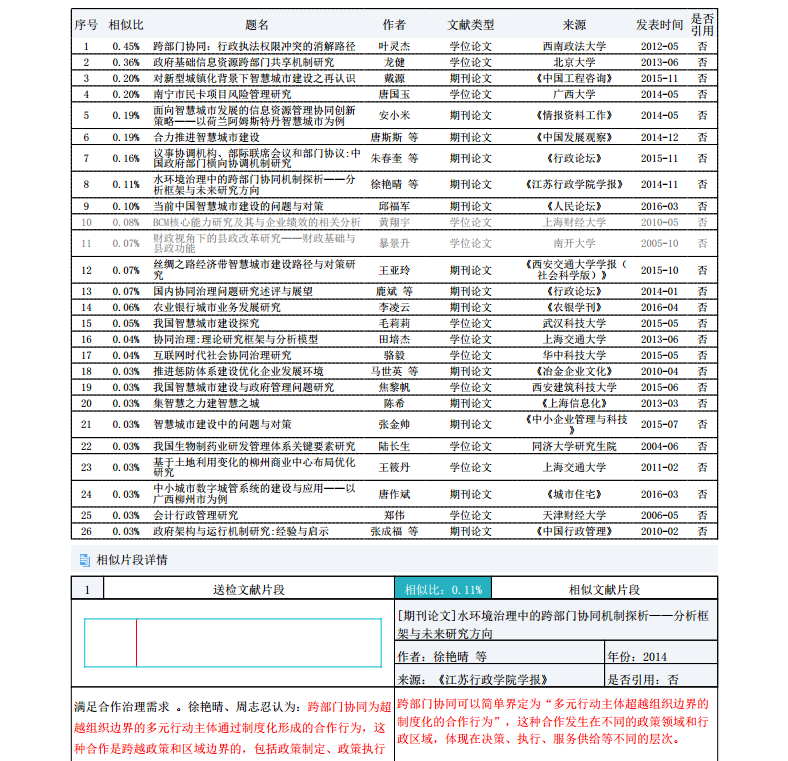 序号 相似比 题名 作者 文献类型 来源 发表时间 是否引用
1 0.45% 跨部门协同：行政执法权限冲突的消解路径 叶灵杰 学位论文 西南政法大学 2012-05 否
2 0.36% 政府基础信息资源跨部门共享机制研究 龙健 学位论文 北京大学 2013-06 否
3 0.20% 对新型城镇化背景下智慧城市建设之再认识 戴源 期刊论文 《中国工程咨询》 2015-11 否
4 0.20% 南宁市民卡项目风险管理研究 唐国玉 学位论文 广西大学 2014-05 否
5 0.19% 面向智慧城市发展的信息资源管理协同创新
策略——以荷兰阿姆斯特丹智慧城市为例 安小米 期刊论文 《情报资料工作》 2014-05 否
6 0.19% 合力推进智慧城市建设 唐斯斯 等 期刊论文 《中国发展观察》 2014-12 否
7 0.16% 议事协调机构、部际联席会议和部门协议:中
国政府部门横向协调机制研究 朱春奎 等 期刊论文 《行政论坛》 2015-11 否
8 0.11% 水环境治理中的跨部门协同机制探析——分
析框架与未来研究方向 徐艳晴 等 期刊论文 《江苏行政学院学报》 2014-11 否
9 0.10% 当前中国智慧城市建设的问题与对策 邱福军 期刊论文 《人民论坛》 2016-03 否
10 0.08% BCM核心能力研究及其与企业绩效的相关分析 黄翔宇 学位论文 上海财经大学 2010-05 否
11 0.07% 财政视角下的县政改革研究——财政基础与
县政功能 暴景升 学位论文 南开大学 2005-10 否
12 0.07% 丝绸之路经济带智慧城市建设路径与对策研
究 王亚玲 期刊论文 《西安交通大学学报（
社会科学版）》 2015-10 否
13 0.07% 国内协同治理问题研究述评与展望 鹿斌 等 期刊论文 《行政论坛》 2014-01 否
14 0.06% 农业银行城市业务发展研究 李凌云 期刊论文 《农银学刊》 2016-04 否
15 0.05% 我国智慧城市建设探究 毛莉莉 学位论文 武汉科技大学 2015-05 否
16 0.04% 协同治理:理论研究框架与分析模型 田培杰 学位论文 上海交通大学 2013-06 否
17 0.04% 互联网时代社会协同治理研究 骆毅 学位论文 华中科技大学 2015-05 否
18 0.03% 推进惩防体系建设优化企业发展环境 马世英 等 期刊论文 《冶金企业文化》 2010-04 否
19 0.03% 我国智慧城市建设与政府管理问题研究 焦黎帆 学位论文 西安建筑科技大学 2015-06 否
20 0.03% 集智慧之力建智慧之城 陈希 期刊论文 《上海信息化》 2013-03 否
21 0.03% 智慧城市建设中的问题与对策 张金帅 期刊论文 《中小企业管理与科技
》 2015-07 否
22 0.03% 我国生物制药业研发管理体系关键要素研究 陆长生 学位论文 同济大学研究生院 2004-06 否
23 0.03% 基于土地利用变化的柳州商业中心布局优化
研究 王筱丹 学位论文 上海交通大学 2011-02 否
24 0.03% 中小城市数字城管系统的建设与应用——以
广西柳州市为例 唐作斌 期刊论文 《城市住宅》 2016-03 否
25 0.03% 会计行政管理研究 郑伟 学位论文 天津财经大学 2006-05 否
26 0.03% 政府架构与运行机制研究:经验与启示 张成福 等 期刊论文 《中国行政管理》 2010-02 否
相似片段详情
1 送检文献片段 相似比：0.11% 相似文献片段
[期刊论文]水环境治理中的跨部门协同机制探析——分析框
架与未来研究方向
作者：徐艳晴 等 年份：2014
来源：《江苏行政学院学报》 是否引用：否
满足合作治理需求 。徐艳晴、周志忍认为：跨部门协同为超
越组织边界的多元行动主体通过制度化形成的合作行为，这
种合作是跨越政策和区域边界的，包括政策制定、政策执行
跨部门协同可以简单界定为“多元行动主体超越组织边界的
制度化的合作行为”，这种合作发生在不同的政策领域和行
政区域，体现在决策、执行、服务供给等不同的层次。